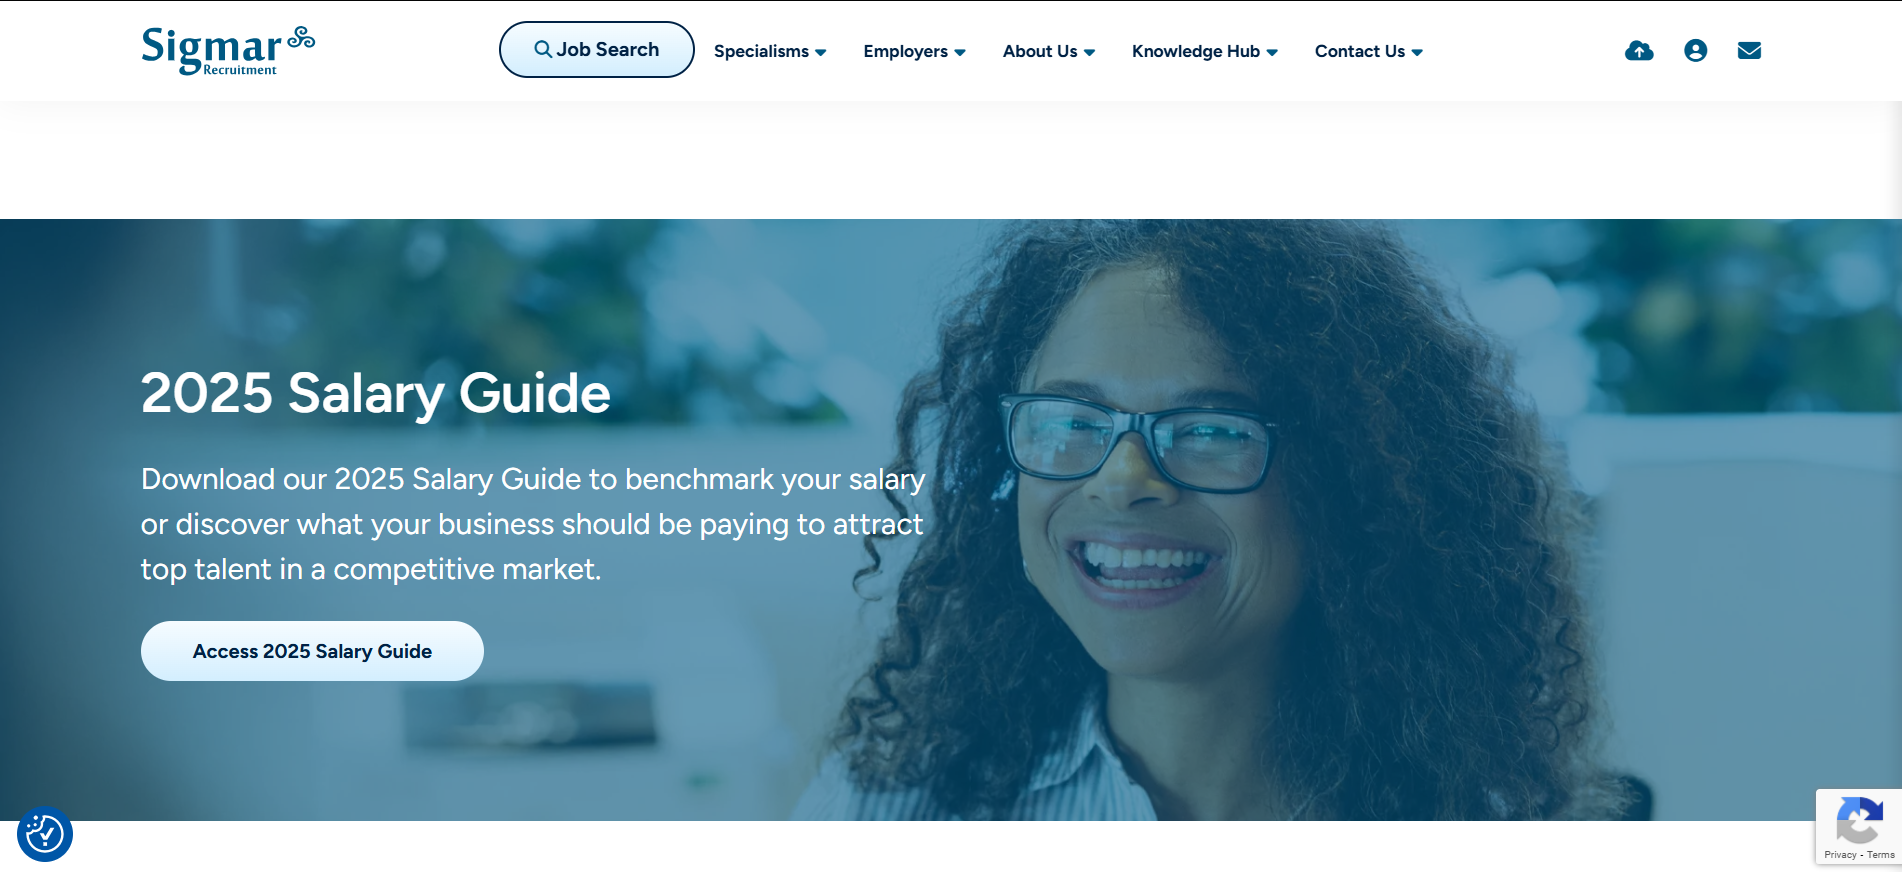 Sigmar
Recruitment
Job Search
Specialisms
Employers
About Us
Knowledge Hub
Contact Us
2025 Salary Guide
Download our 2025 Salary Guide to benchmark your salary
or discover what your business should be paying to attract
top talent in a competitive market.
Access 2025 Salary Guide
Privacy - Terms